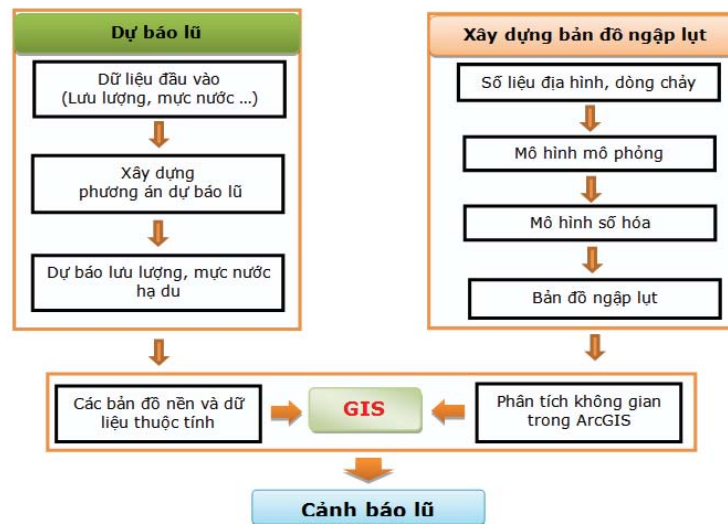 Dự báo lũ
Dữ liệu đầu vào
(Lưu lượng, mực nước ...)
Xây dựng
phương án dự báo lũ
Dự báo lưu lượng, mực nước
hạ du
Xây dựng bản đồ ngập lụt
Số liệu địa hình, dòng chảy
Mô hình mô phỏng
Mô hình số hóa
Bản đồ ngập lụt
Các bản đồ nền và dữ
liệu thuộc tính
GIS
Phân tích không gian
trong ArcGIS
Cảnh báo lũ